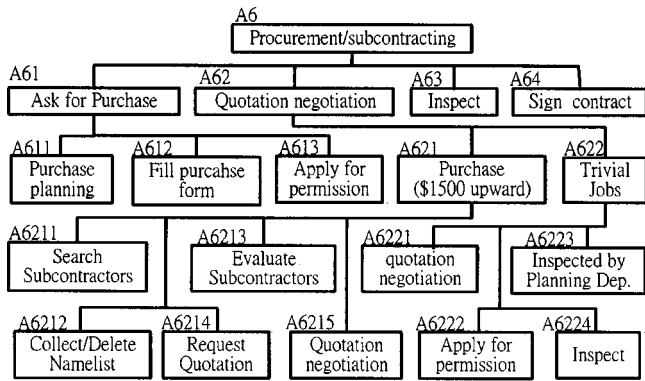 A6
Procurement/subcontracting
A61
Ask for Purchase
A62
Quotation negotiation
A63
Inspect
A64
Sign contract
A611
Purchase
planning
A612
Fill purcahse
form
A613
Apply for
permission
A621
Purchase
($1500 upward)
A622
Trivial
Jobs
A6211
Search
Subcontractors
A6213
Evaluate
Subcontractors
A6221
quotation
negotiation
A6223
Inspected by
Planning Dep.
A6212
Collect/Delete
Namelist
A6214
Request
Quotation
A6215
Quotation
negotiation
A6222
Apply for
permission
A6224
Inspect